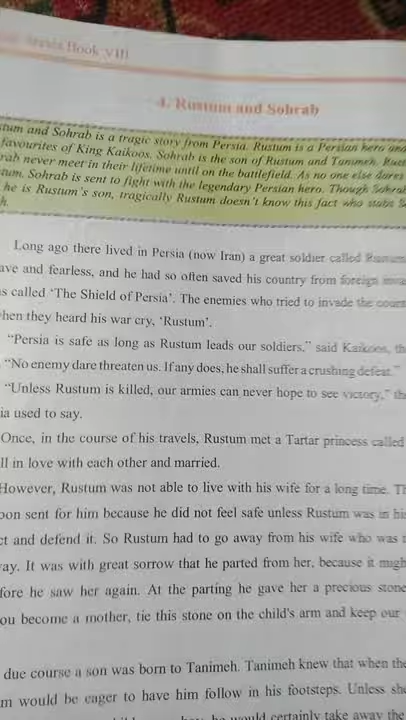 Book VIII
4. Rustum and Sohrab
tum and Sohrab is a tragic story from Persia. Rustum is a Persian hero and
favourites of King Kaikoos. Sohrab is the son of Rustum and Tanimeh.
rab never meet in their lifetime until on the battlefield. As no one else dares
tum. Sohrab is sent to fight with the legendary Persian hero. Though Sohrab
he is Rustum's son, tragically Rustum doesn't know this fact who stabs
h.
Long ago there lived in Persia (now Iran) a great soldier called Rustum
ave and fearless, and he had so often saved his country from foreign
s called 'The Shield of Persia'. The enemies who tried to invade the
hen they heard his war cry, 'Rustum'.
"Persia is safe as long as Rustum leads our soldiers," said Kaikoos, th
"No enemy dare threaten us. If any does, he shall suffer a crushing defeat."
"Unless Rustum is killed, our armies can never hope to see victory," the
ia used to say.
Once, in the course of his travels, Rustum met a Tartar princess called
ll in love with each other and married.
However, Rustum was not able to live with his wife for a long time. Th
oon sent for him because he did not feel safe unless Rustum was in his
ct and defend it. So Rustum had to go away from his wife who was
ay. It was with great sorrow that he parted from her, because it migh
fore he saw her again. At the parting he gave her a precious stone
ou become a mother, tie this stone on the child's arm and keep our
due course a son was born to Tanimeh. Tanimeh knew that when the
m would be eager to have him follow in his footsteps. Unless she
would certainly take away the